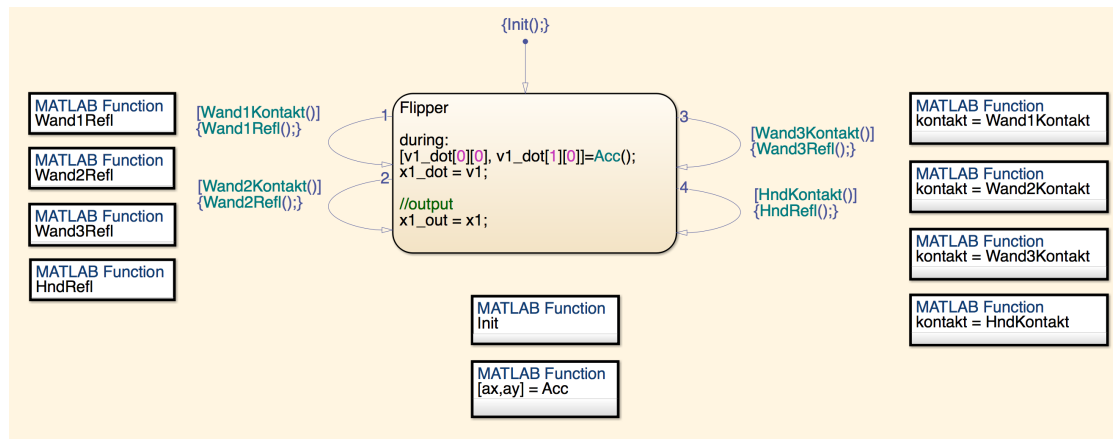 {Init();}
MATLAB Function
Wand1Refl
MATLAB Function
Wand2Refl
MATLAB Function
Wand3Refl
MATLAB Function
HndRefl
[Wand1Kontakt()]
{Wand1Refl();}
1
[Wand2Kontakt()]
{Wand2Refl();}
2
Flipper
during:
[v1_dot[0][0], v1_dot[1][0]]=Acc();
x1_dot = v1;
//output
x1_out = x1;
3
[Wand3Kontakt()]
{Wand3Refl();}
4
[HndKontakt()]
{HndRefl();}
MATLAB Function
kontakt = Wand1Kontakt
MATLAB Function
kontakt = Wand2Kontakt
MATLAB Function
kontakt = Wand3Kontakt
MATLAB Function
kontakt = HndKontakt
MATLAB Function
Init
MATLAB Function
[ax,ay] = Acc